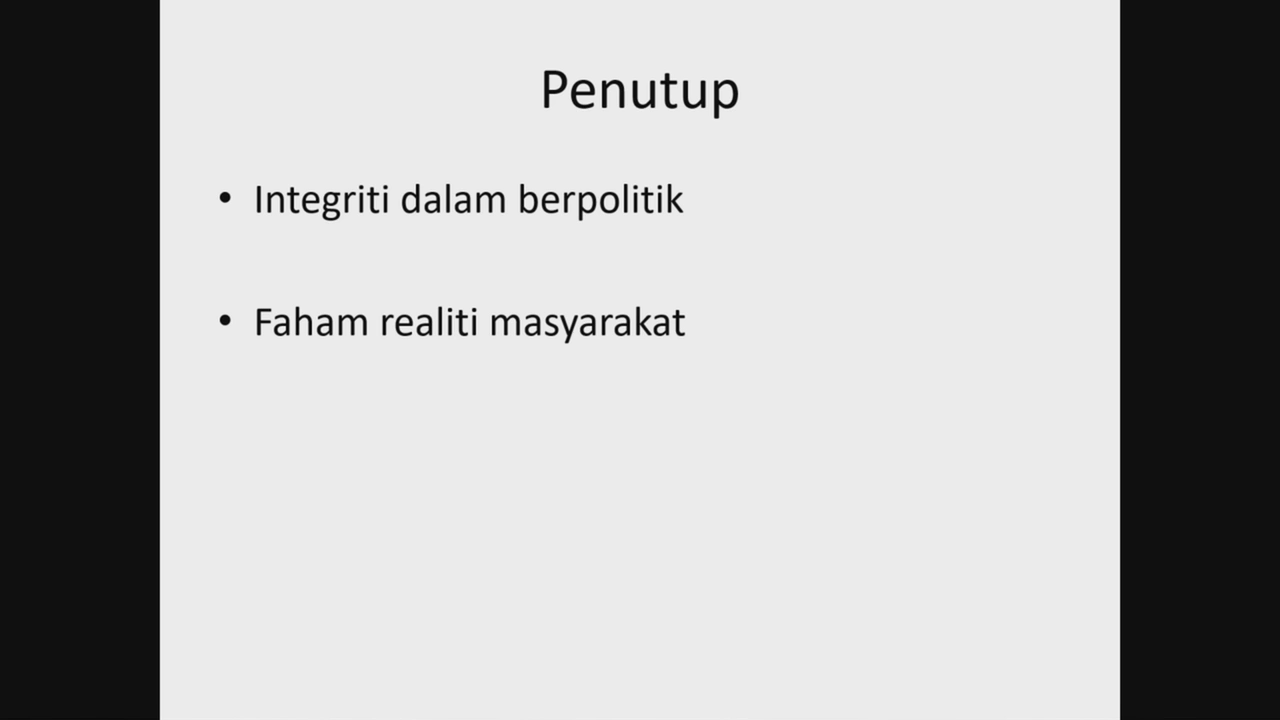 Penutup
• Integriti dalam berpolitik
• Faham realiti masyarakat